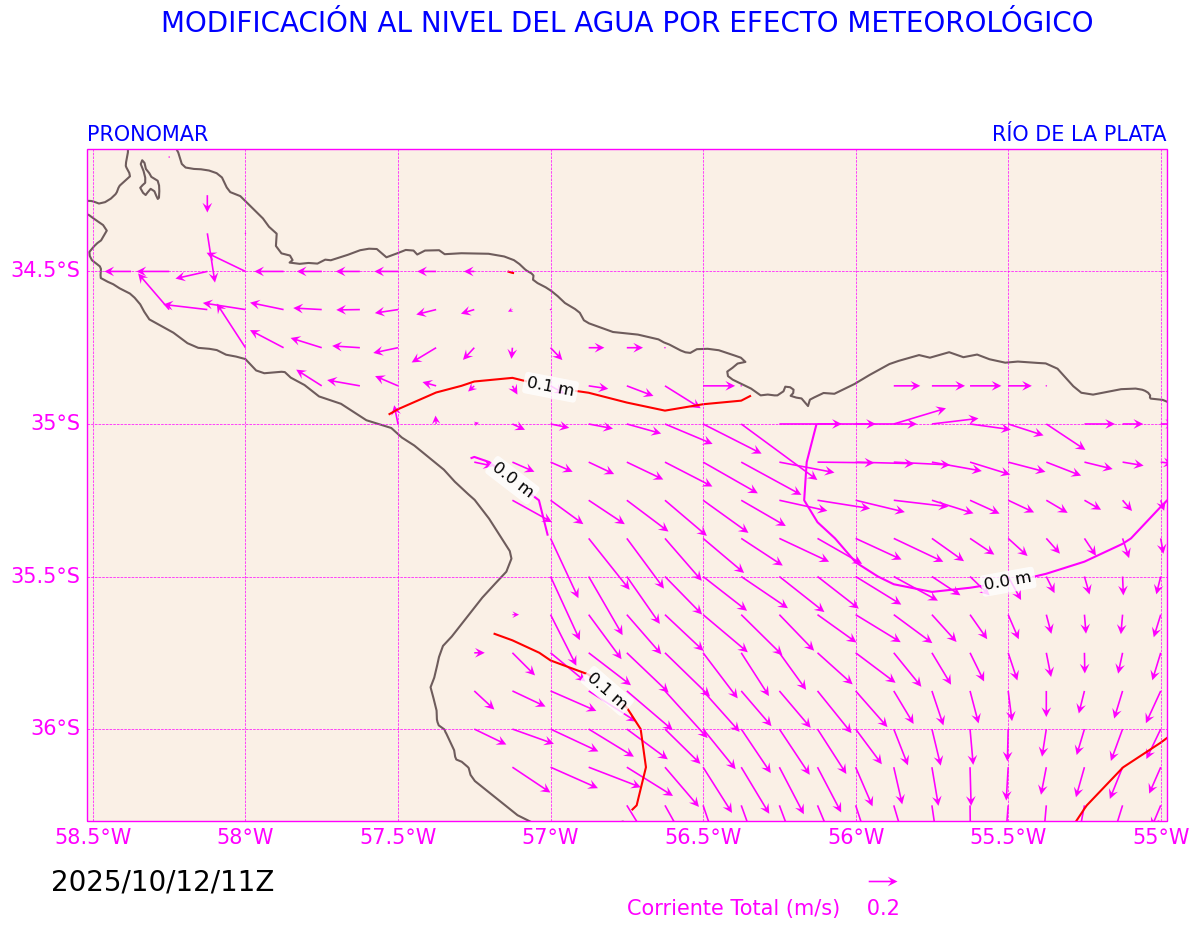 MODIFICACIÓN AL NIVEL DEL AGUA POR EFECTO METEOROLÓGICO
PRONOMAR
RÍO DE LA PLATA
34.5°S
0.1 m
35°S
0.0 m
35.5°S
0.0 m
0.1 m
36°S
58.5°W 58°W 57.5°W 57°W 56.5°W 56°W 55.5°W 55°W
2025/10/12/11Z
Corriente Total (m/s) 0.2